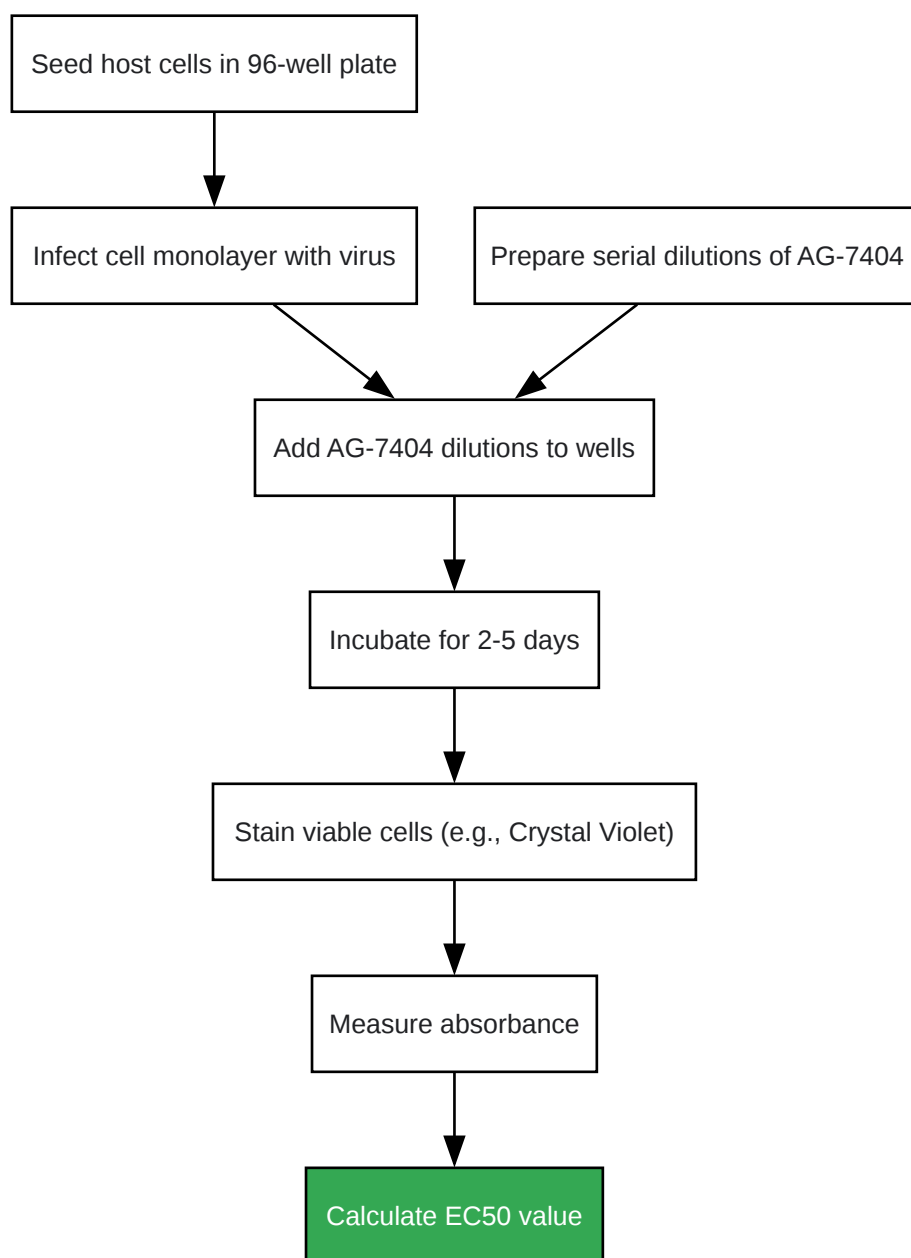 Seed host cells in 96-well plate
Infect cell monolayer with virus
Prepare serial dilutions of AG-7404
Add AG-7404 dilutions to wells
Incubate for 2-5 days
Stain viable cells (e.g., Crystal Violet)
Measure absorbance
Calculate EC50 value